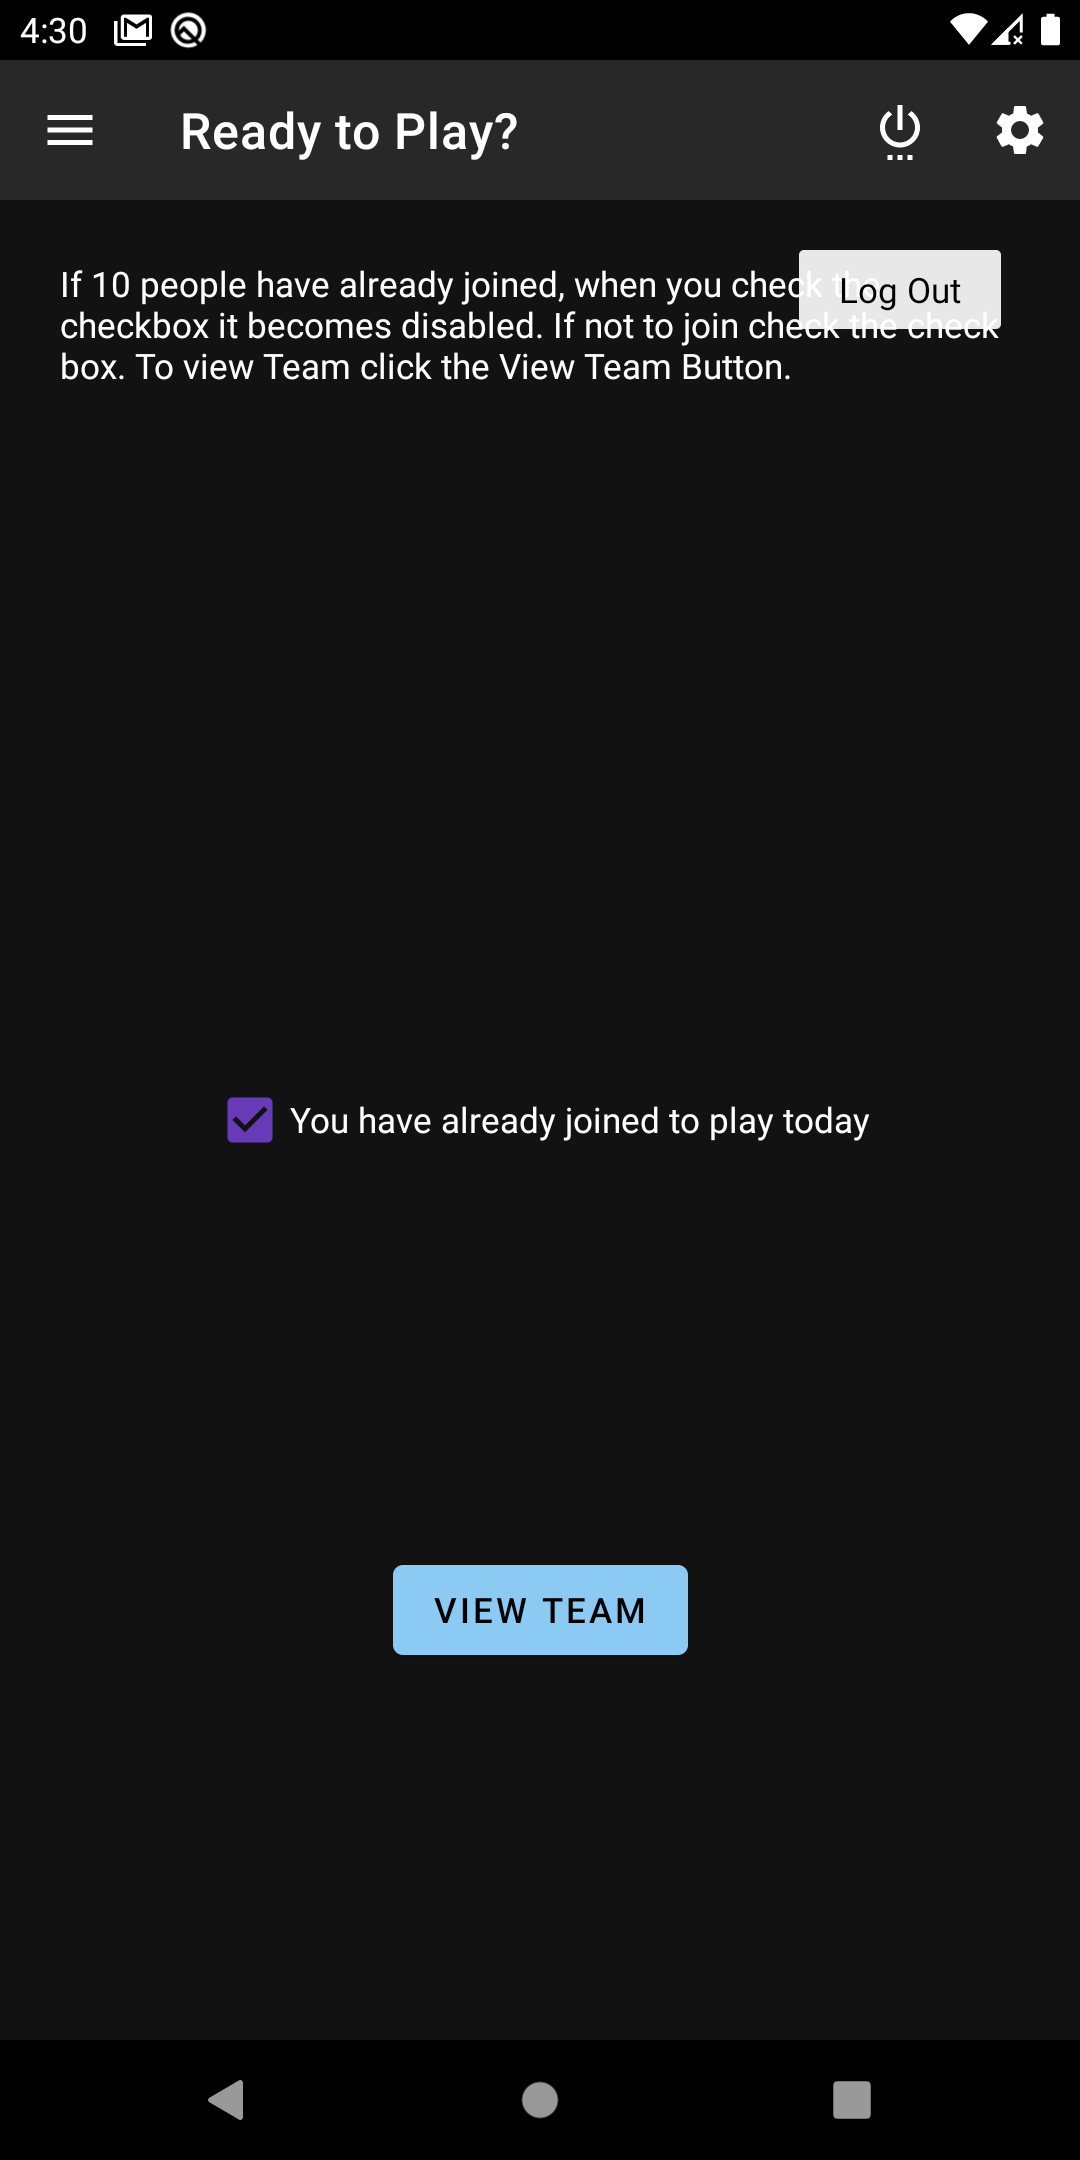 4:30
Ready to Play?
If 10 people have already joined, when you check the
checkbox it becomes disabled. If not to join check the check
box. To view Team click the View Team Button.
Log Out
You have already joined to play today
VIEW TEAM